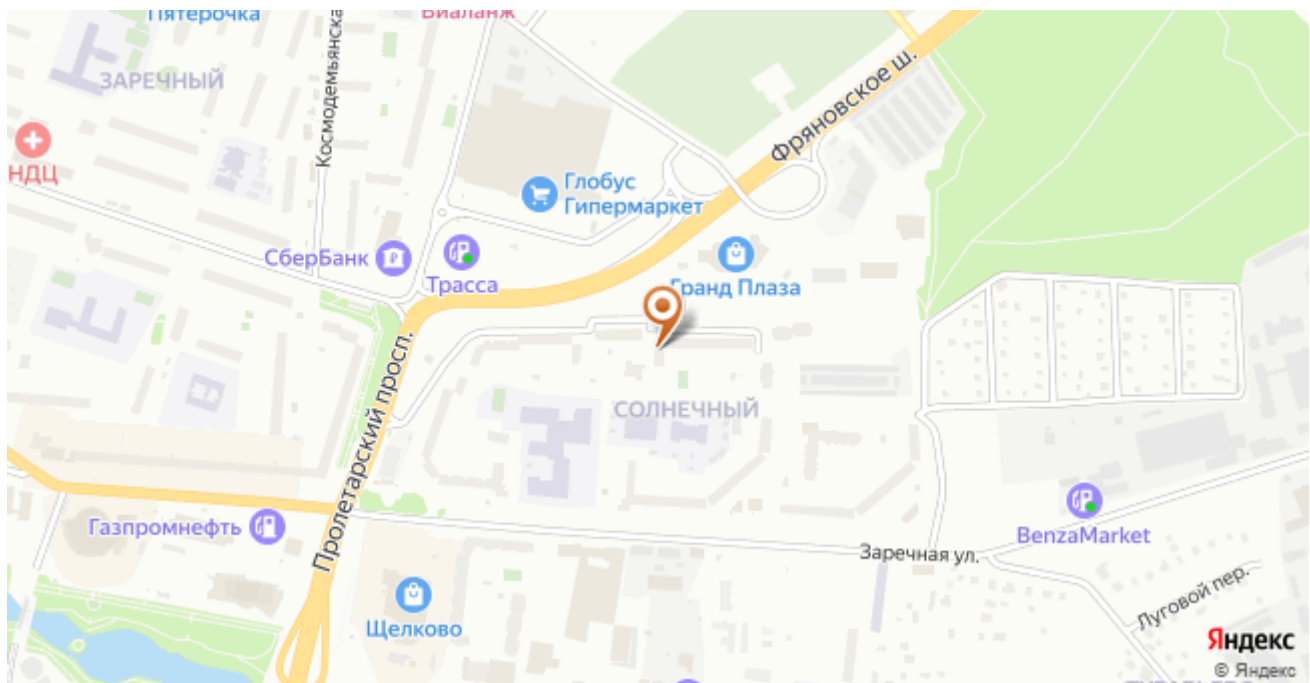 Пятерочка
Виаланж
ЗАРЕЧНЫЙ
Космодемьянска
Фряновское ш.
НДЦ
Глобус
Гипермаркет
СберБанк
Трасса
Гранд Плаза
Пролетарский просп.
СОЛНЕЧНЫЙ
Газпромнефть
BenzaMarket
Заречная ул.
Луговой пер.
Щелково
Яндекс
© Яндекс